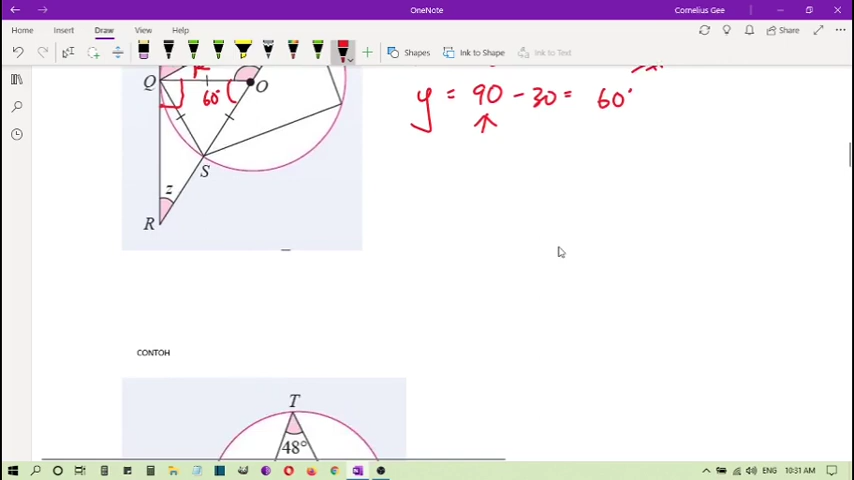 OneNote
Cornelius Gee
Home
Insert
Draw
View
Help
Share
Shapes
Ink to Shape
Ink to Text
Q
60°
O
S
z
R
y = 90 - 30 = 60°
CONTOH
T
48°
ENG
10:31 AM